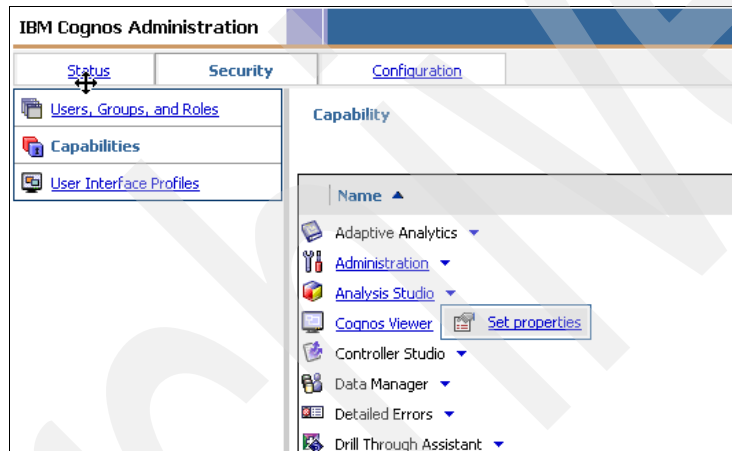 IBM Cognos Administration
Status Security Configuration
Users, Groups, and Roles
Capabilities
User Interface Profiles
Capability
Name
Adaptive Analytics
Administration
Analysis Studio
Cognos Viewer Set properties
Controller Studio
Data Manager
Detailed Errors
Drill Through Assistant